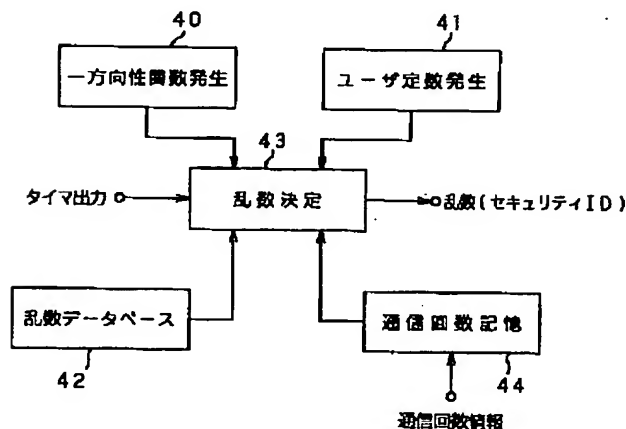 40
41
一方向性関数発生
ユーザ定数発生
43
タイマ出力
乱数決定
乱数(セキュリティID)
乱数データベース
通信回数記憶
42
44
通信回数情報